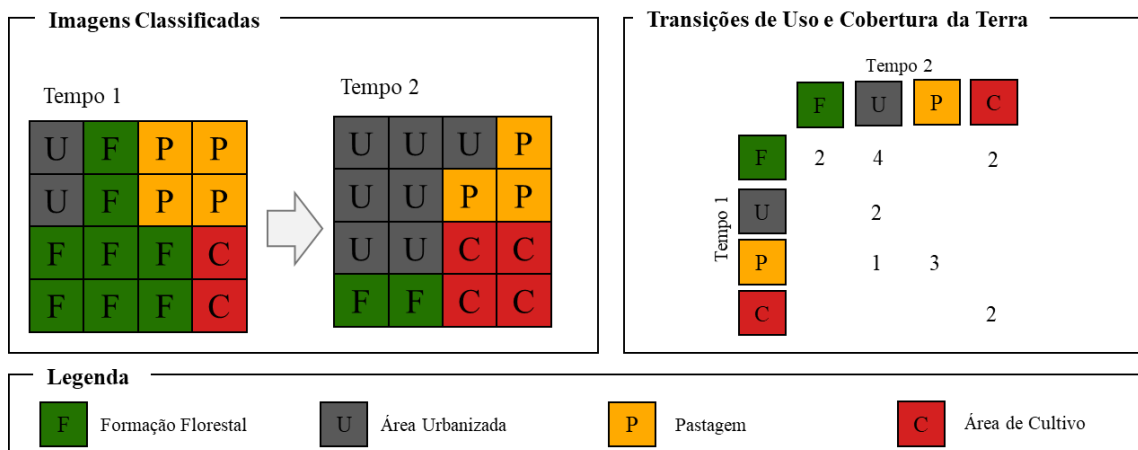 Imagens Classificadas
Tempo 1
U F P P
U F P P
F F F C
F F F C
Tempo 2
U U U P
U U P P
U U C C
F F C C
Transições de Uso e Cobertura da Terra
Tempo 2
F U P C
Tempo 1
F 2 4 2
U 2
P 1 3
C 2
Legenda
F Formação Florestal
U Área Urbanizada
P Pastagem
C Área de Cultivo